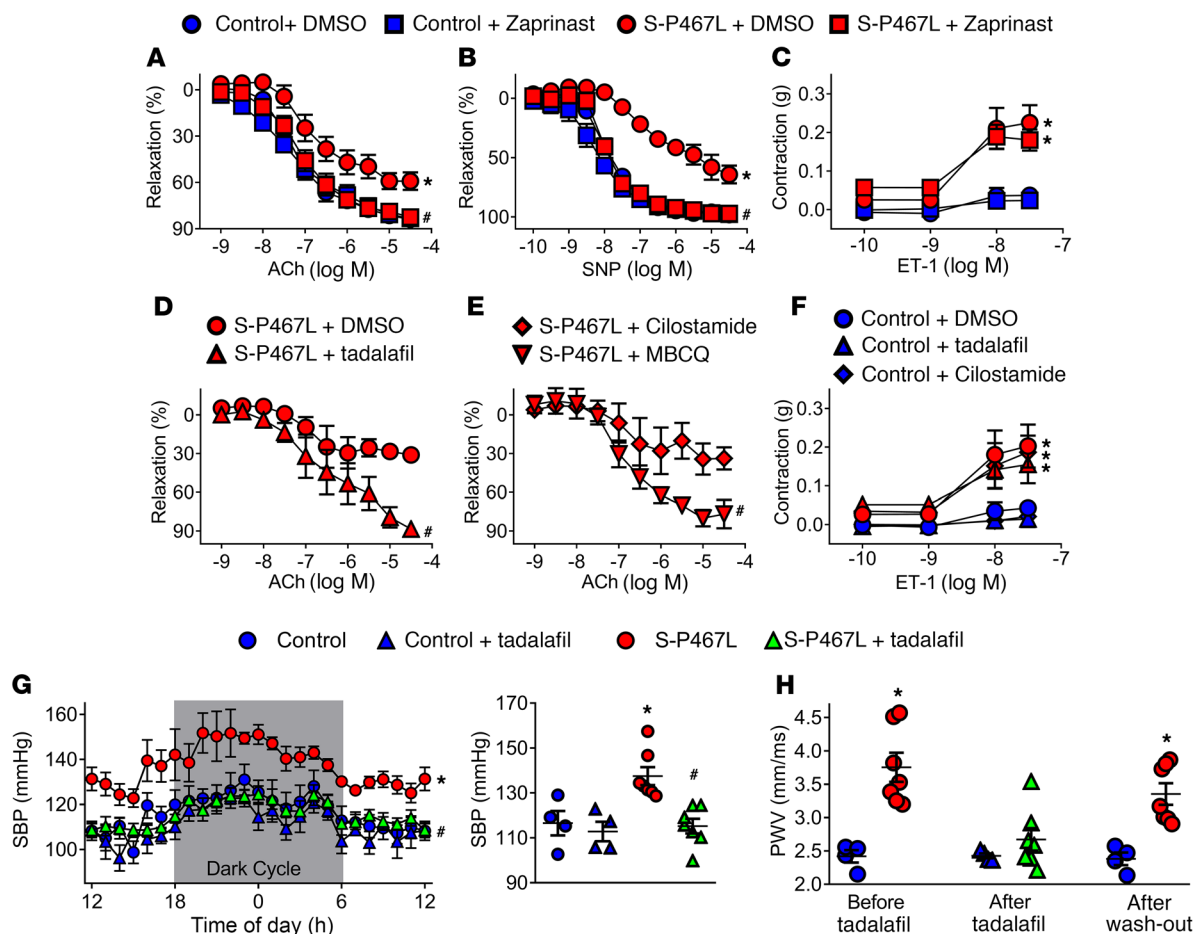 Control+ DMSO Control + Zaprinast S-P467L + DMSO S-P467L + Zaprinast
A B C
Relaxation (%)
0
30
60
90
*
#
-9 -8 -7 -6 -5 -4
ACh (log M)
Relaxation (%)
0
50
100
*
#
-10 -9 -8 -7 -6 -5 -4
SNP (log M)
Contraction (g)
0.3
0.2
0.1
0.0
*
*
-10 -9 -8 -7
ET-1 (log M)
D E F
S-P467L + DMSO
S-P467L + tadalafil
Relaxation (%)
0
30
60
90
#
-9 -8 -7 -6 -5 -4
ACh (log M)
S-P467L + Cilostamide
S-P467L + MBCQ
Relaxation (%)
0
30
60
90
#
-9 -8 -7 -6 -5 -4
ACh (log M)
Control + DMSO
Control + tadalafil
Control + Cilostamide
Contraction (g)
0.3
0.2
0.1
0.0
*
*
*
-10 -9 -8 -7
ET-1 (log M)
Control Control + tadalafil S-P467L S-P467L + tadalafil
G H
SBP (mmHg)
160
140
120
100
*
#
Dark Cycle
12 18 0 6 12
Time of day (h)
SBP (mmHg)
170
150
130
110
90
*
#
PWV (mm/ms)
4.5
4.0
3.5
3.0
2.5
2.0
*
*
Before After After
tadalafil tadalafil wash-out